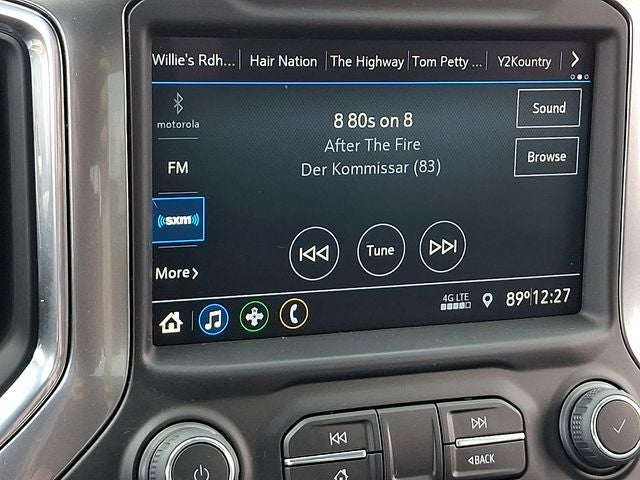 Willie's Rdh... Hair Nation The Highway Tom Petty ... Y2Kountry
motorola
8 80s on 8
Sound
After The Fire
FM
Der Kommissar (83)
Browse
((sxm))
Tune
More
4G LTE
89° 12:27
BACK